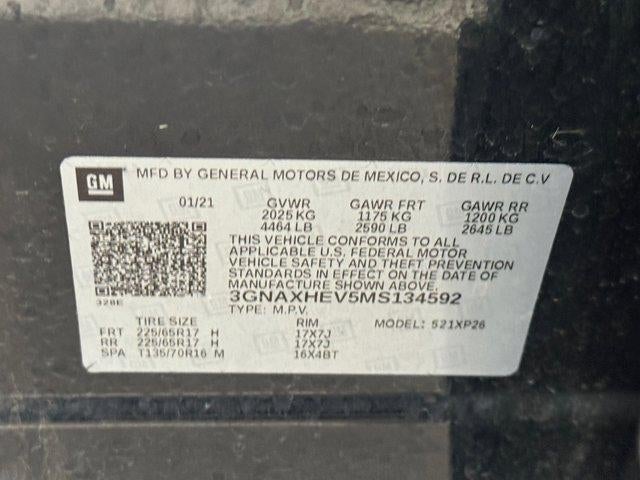 GM MFD BY GENERAL MOTORS DE MEXICO, S. DE R.L. DE C.V
01/21 GVWR GAWR FRT GAWR RR
2025 KG 1175 KG 1200 KG
4464 LB 2590 LB 2645 LB
THIS VEHICLE CONFORMS TO ALL
APPLICABLE U.S. FEDERAL MOTOR
VEHICLE SAFETY AND THEFT PREVENTION
STANDARDS IN EFFECT ON THE DATE OF
MANUFACTURE SHOWN ABOVE.
328E 3GNAXHEV5MS134592
TYPE: M.P.V.
TIRE SIZE RIM MODEL: 521XP26
FRT 225/65R17 H 17X7J
RR 225/65R17 H 17X7J
SPA T135/70R16 M 16X4BT